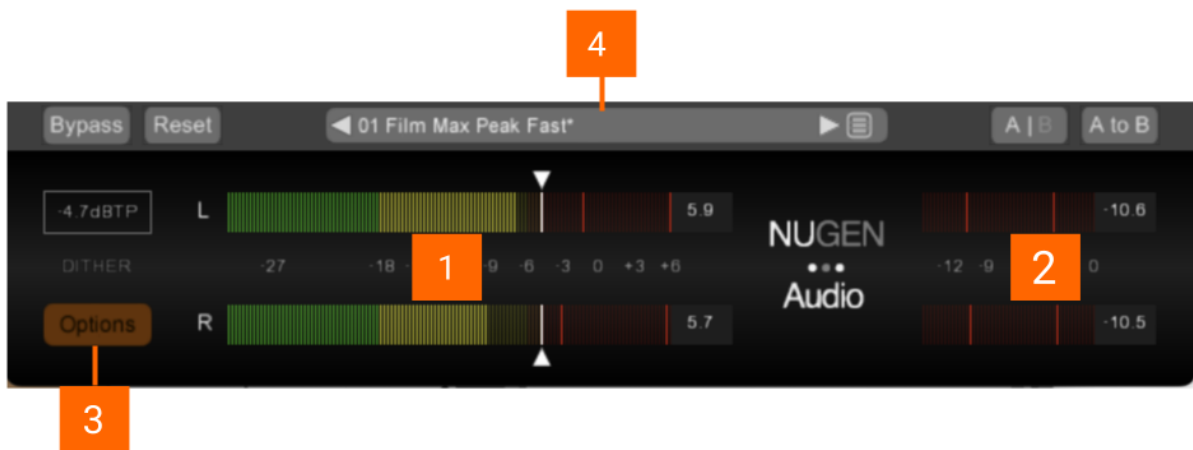 4
Bypass Reset 01 Film Max Peak Fast* A | B A to B
-4.7dBTP L 5.9 -10.6
NUGEN
DITHER -27 -18 1 -9 -6 -3 0 +3 +6 -12 -9 2 0
Audio
Options R 5.7 -10.5
3